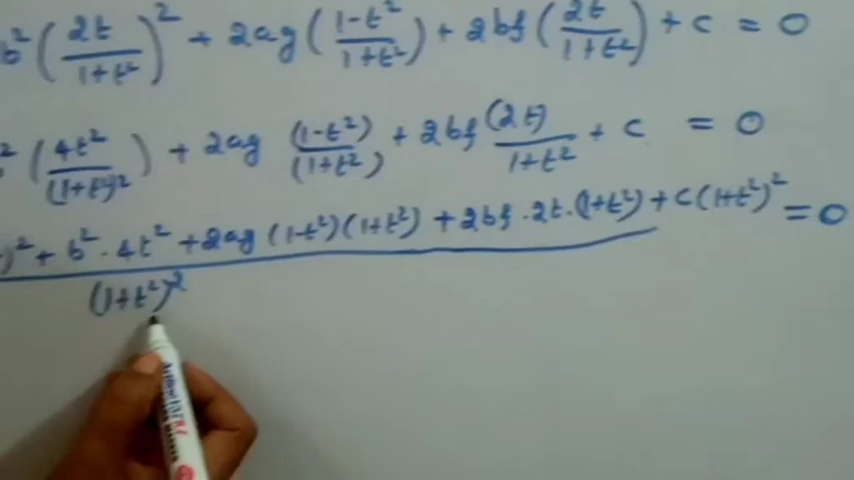 b² (2t/1+t²)² + 2ag (1-t²/1+t²) + 2bf (2t/1+t²) + c = 0
² (4t²/(1+t²)²) + 2ag (1-t²)/(1+t²) + 2bf (2t)/1+t² + c = 0
)² + b² · 4t² + 2ag (1-t²)(1+t²) + 2bf · 2t · (1+t²) + c(1+t²)² = 0
(1+t²)²